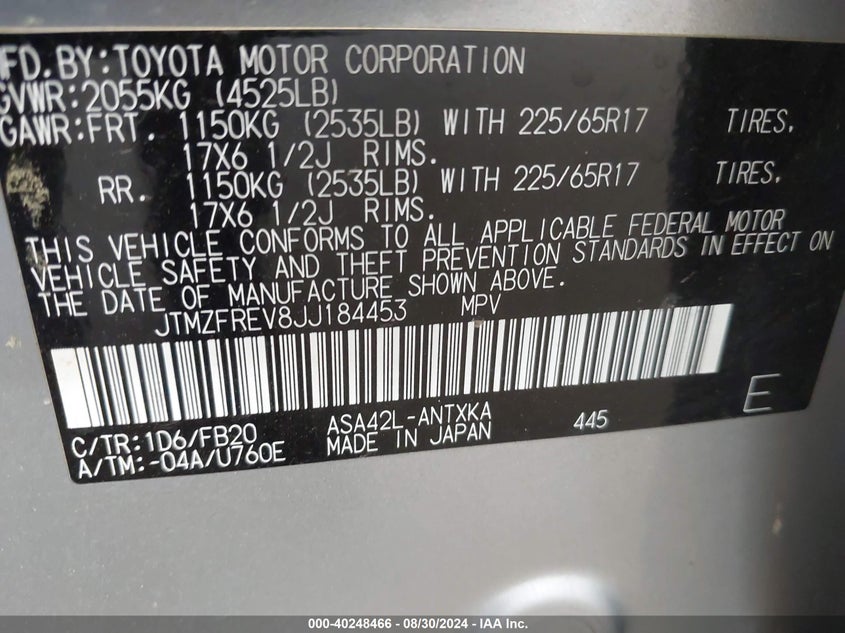 MFD.BY:TOYOTA MOTOR CORPORATION
GVWR:2055KG (4525LB)
GAWR:FRT. 1150KG (2535LB) WITH 225/65R17 TIRES,
17X6 1/2J RIMS.
RR. 1150KG (2535LB) WITH 225/65R17 TIRES,
17X6 1/2J RIMS.
THIS VEHICLE CONFORMS TO ALL APPLICABLE FEDERAL MOTOR
VEHICLE SAFETY AND THEFT PREVENTION STANDARDS IN EFFECT ON
THE DATE OF MANUFACTURE SHOWN ABOVE.
JTMZFREV8JJ184453 MPV
C/TR:1D6/FB20 ASA42L-ANTXKA 445 E
A/TM:-04A/U760E MADE IN JAPAN
000-40248466 - 08/30/2024 - IAA Inc.